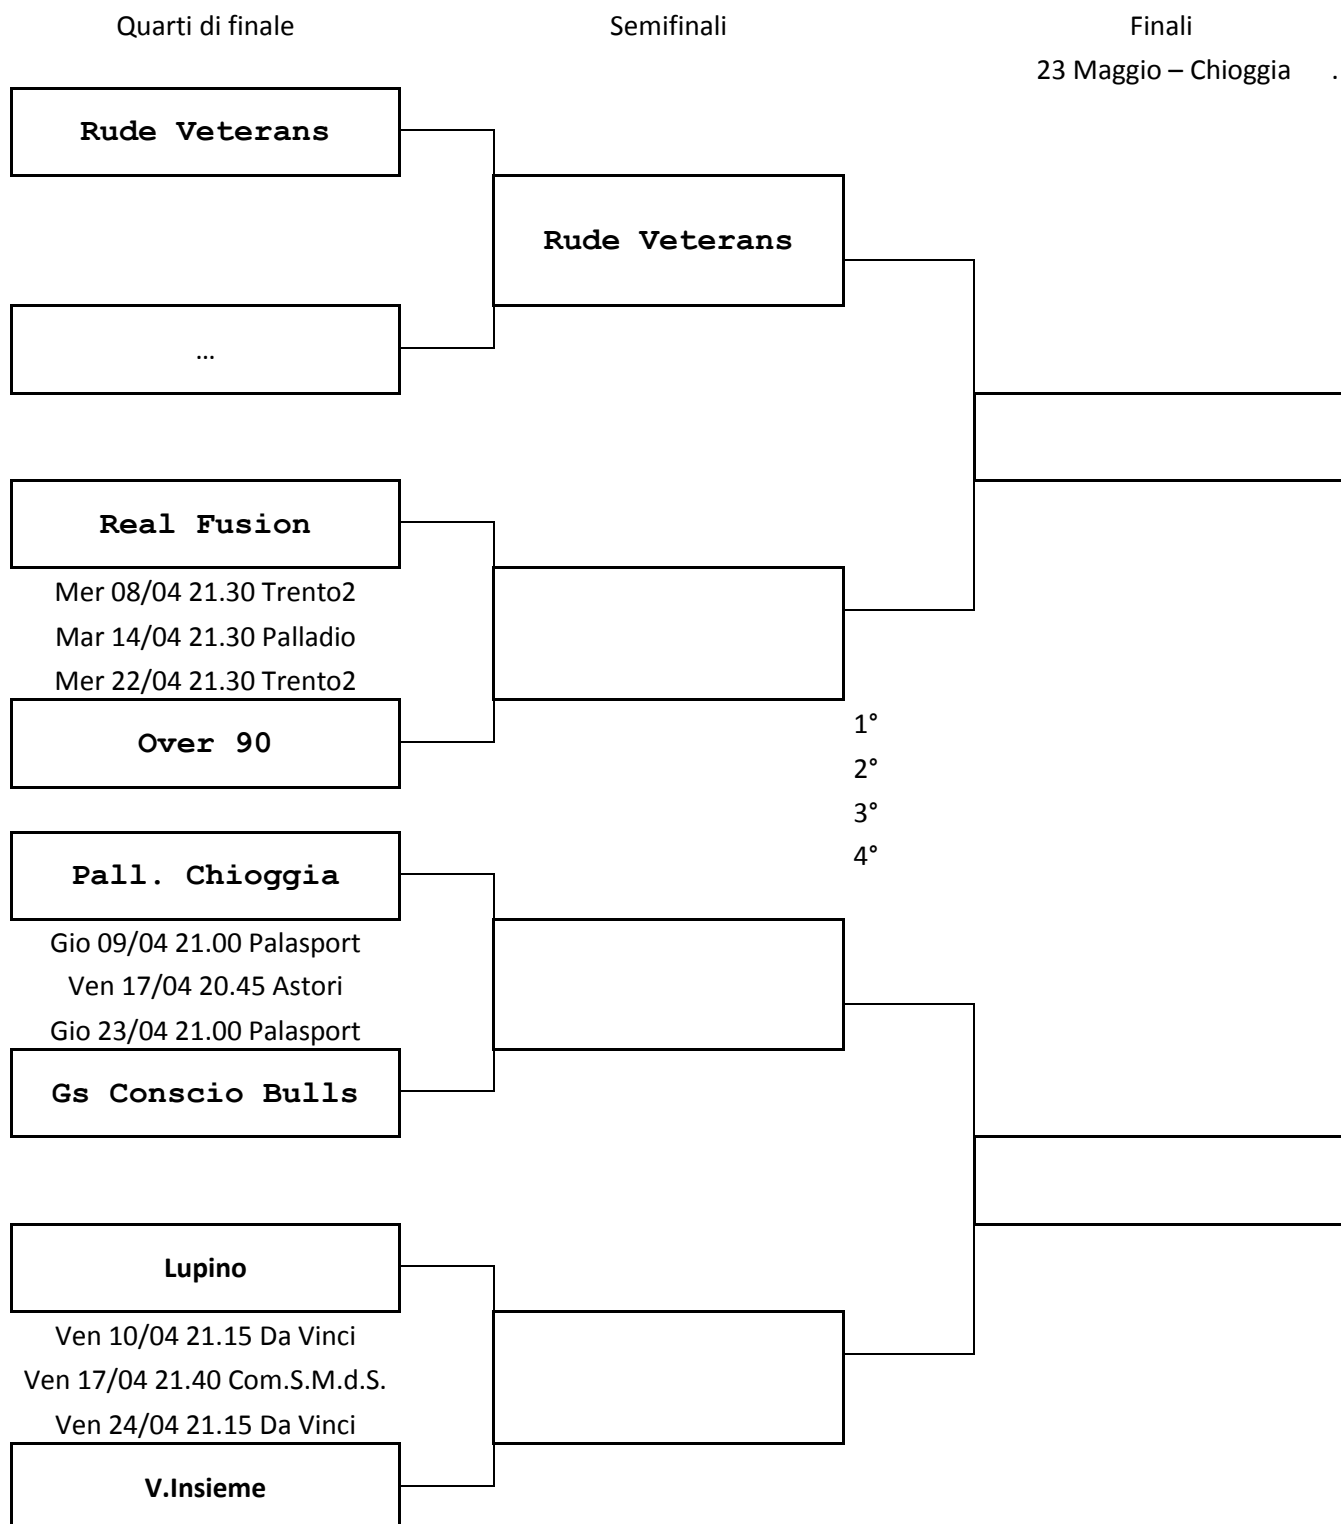 Quarti di finale
Semifinali
Finali
23 Maggio – Chioggia .
Rude Veterans
Rude Veterans
...
Real Fusion
Mer 08/04 21.30 Trento2
Mar 14/04 21.30 Palladio
Mer 22/04 21.30 Trento2
Over 90
1°
2°
3°
4°
Pall. Chioggia
Gio 09/04 21.00 Palasport
Ven 17/04 20.45 Astori
Gio 23/04 21.00 Palasport
Gs Conscio Bulls
Lupino
Ven 10/04 21.15 Da Vinci
Ven 17/04 21.40 Com.S.M.d.S.
Ven 24/04 21.15 Da Vinci
V.Insieme